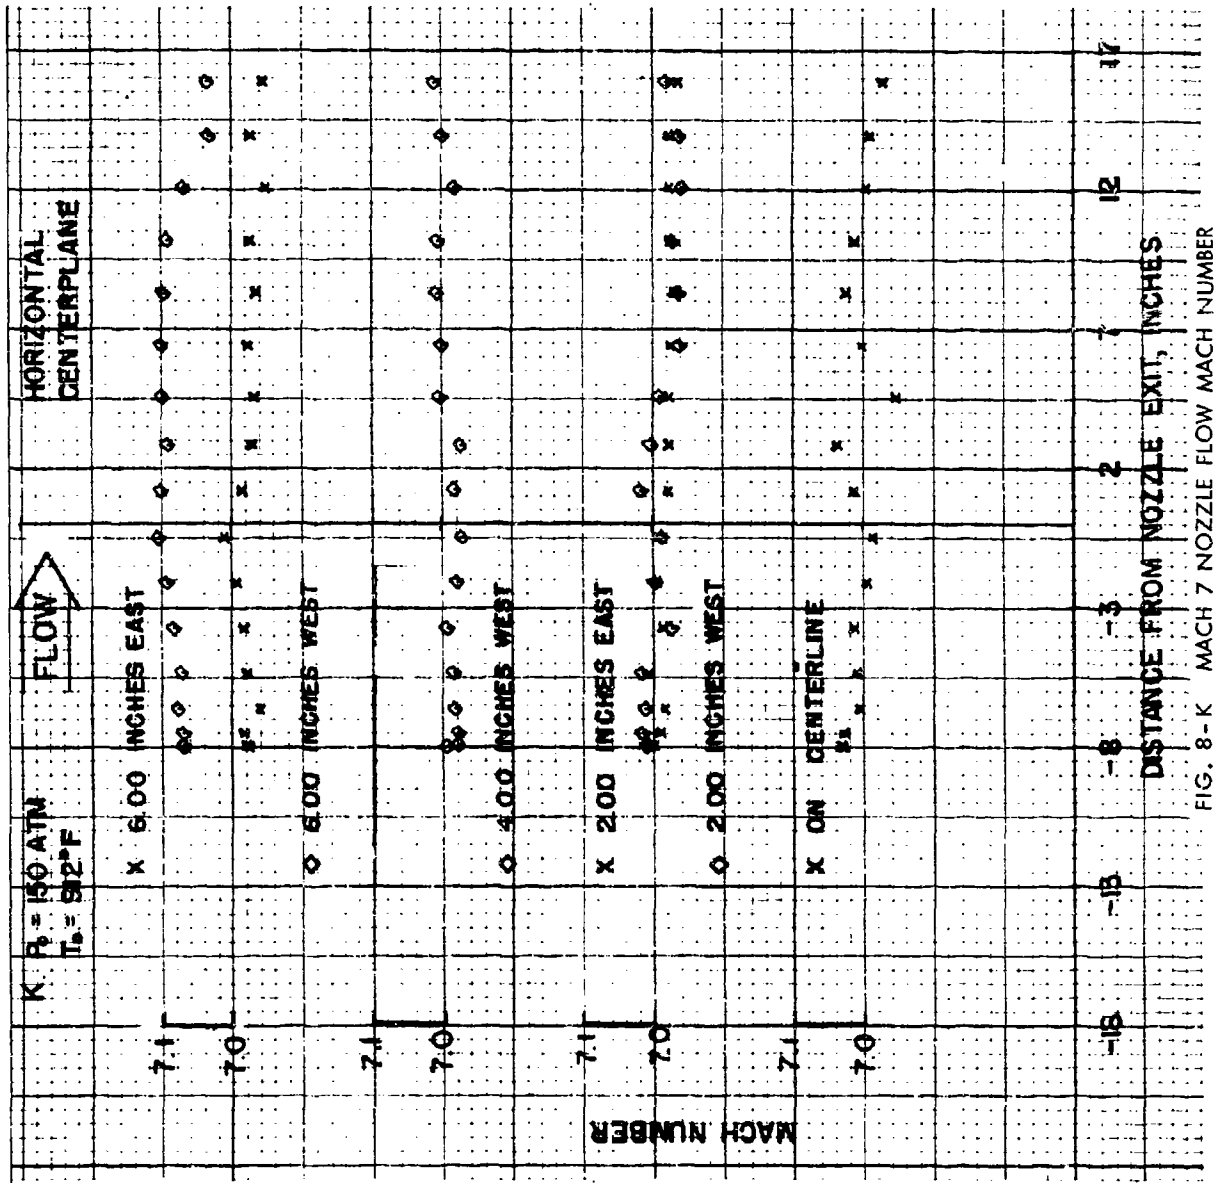 K. P₀ = 150 ATM
T₀ = 912°F
FLOW
HORIZONTAL
CENTERPLANE
X 6.00 INCHES EAST
◇ 6.00 INCHES WEST
◇ 4.00 INCHES WEST
X 2.00 INCHES EAST
◇ 2.00 INCHES WEST
X ON CENTERLINE
7.1
7.0
7.1
7.0
7.1
7.0
7.1
7.0
MACH NUMBER
-18 -13 -8 -3 2 7 12 17
DISTANCE FROM NOZZLE EXIT, INCHES
FIG. 8-K MACH 7 NOZZLE FLOW MACH NUMBER